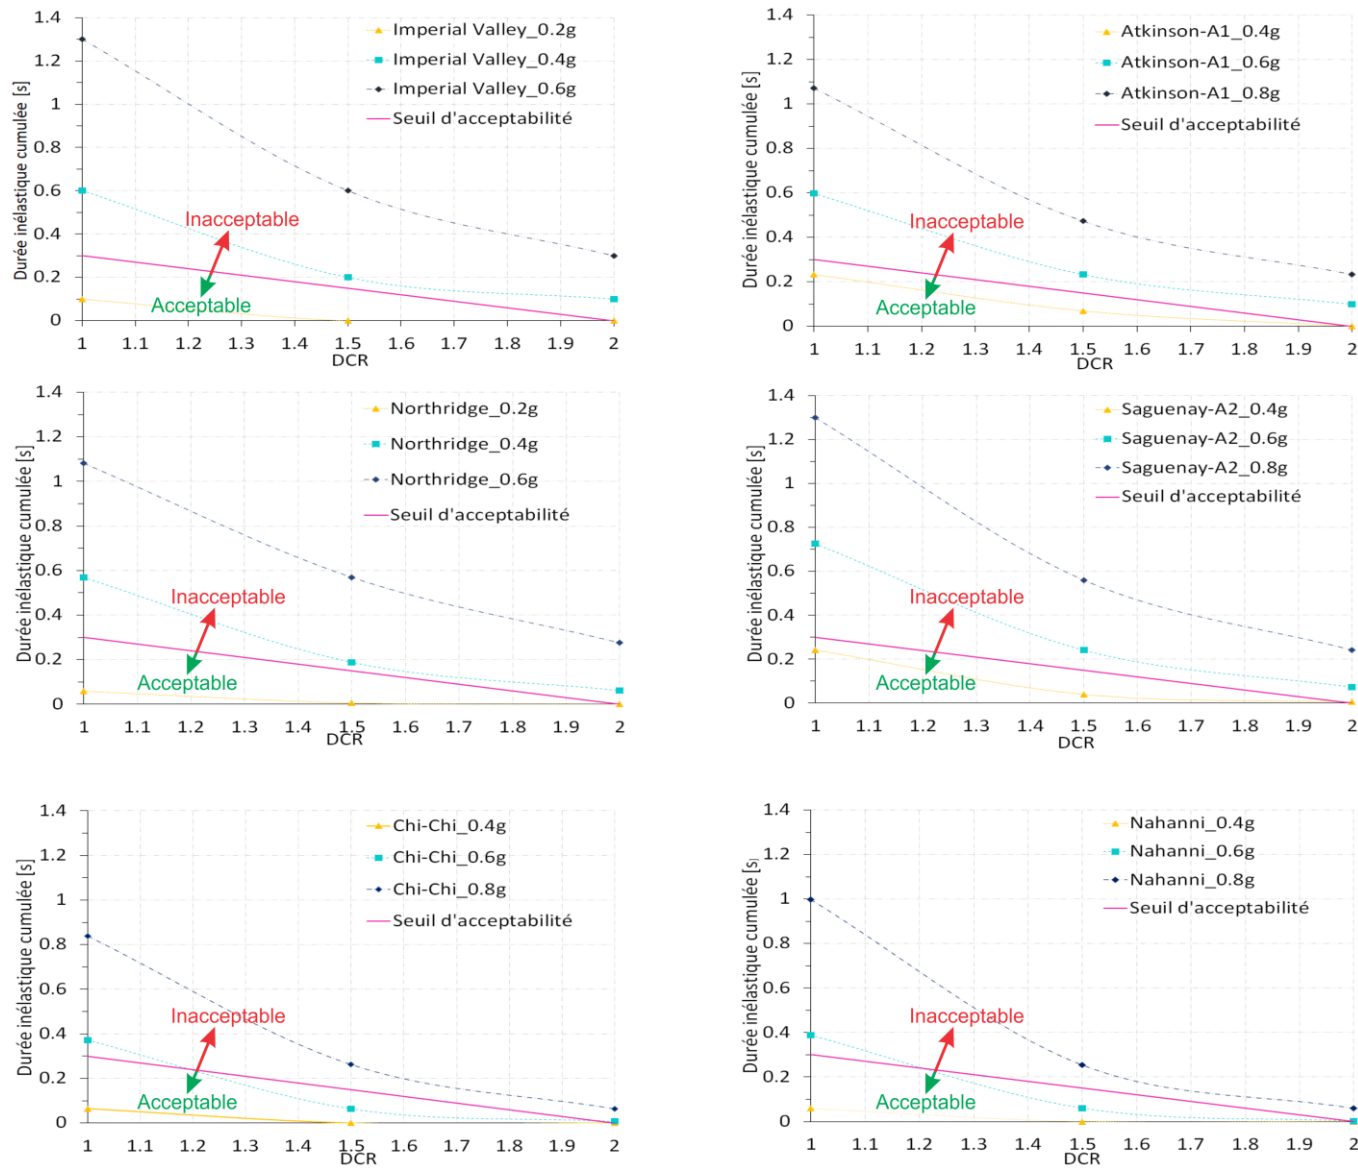 Durée inélastique cumulée [s]
1.4
1.2
1
0.8
0.6
0.4
0.2
0
Imperial Valley_0.2g
Imperial Valley_0.4g
Imperial Valley_0.6g
Seuil d'acceptabilité
Inacceptable
Acceptable
1 1.1 1.2 1.3 1.4 1.5 1.6 1.7 1.8 1.9 2
DCR
Durée inélastique cumulée [s]
1.4
1.2
1
0.8
0.6
0.4
0.2
0
Atkinson-A1_0.4g
Atkinson-A1_0.6g
Atkinson-A1_0.8g
Seuil d'acceptabilité
Inacceptable
Acceptable
1 1.1 1.2 1.3 1.4 1.5 1.6 1.7 1.8 1.9 2
DCR
Durée inélastique cumulée [s]
1.4
1.2
1
0.8
0.6
0.4
0.2
0
Northridge_0.2g
Northridge_0.4g
Northridge_0.6g
Seuil d'acceptabilité
Inacceptable
Acceptable
1 1.1 1.2 1.3 1.4 1.5 1.6 1.7 1.8 1.9 2
DCR
Durée inélastique cumulée [s]
1.4
1.2
1
0.8
0.6
0.4
0.2
0
Saguenay-A2_0.4g
Saguenay-A2_0.6g
Saguenay-A2_0.8g
Seuil d'acceptabilité
Inacceptable
Acceptable
1 1.1 1.2 1.3 1.4 1.5 1.6 1.7 1.8 1.9 2
DCR
Durée inélastique cumulée [s]
1.4
1.2
1
0.8
0.6
0.4
0.2
0
Chi-Chi_0.4g
Chi-Chi_0.6g
Chi-Chi_0.8g
Seuil d'acceptabilité
Inacceptable
Acceptable
1 1.1 1.2 1.3 1.4 1.5 1.6 1.7 1.8 1.9 2
DCR
Durée inélastique cumulée [s]
1.4
1.2
1
0.8
0.6
0.4
0.2
0
Nahanni_0.4g
Nahanni_0.6g
Nahanni_0.8g
Seuil d'acceptabilité
Inacceptable
Acceptable
1 1.1 1.2 1.3 1.4 1.5 1.6 1.7 1.8 1.9 2
DCR